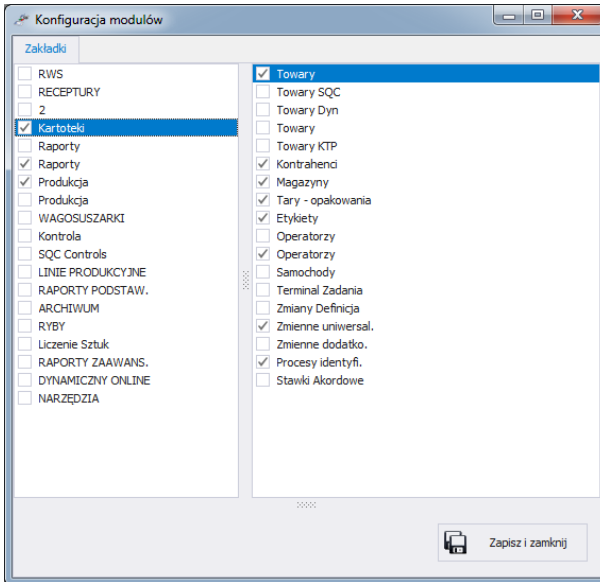 Konfiguracja modulów
Zakładki
RWS
RECEPTURY
2
Kartoteki
Raporty
Raporty
Produkcja
Produkcja
WAGOSUSZARKI
Kontrola
SQC Controls
LINIE PRODUKCYJNE
RAPORTY PODSTAW.
ARCHIWUM
RYBY
Liczenie Sztuk
RAPORTY ZAAWANS.
DYNAMICZNY ONLINE
NARZĘDZIA
Towary
Towary SQC
Towary Dyn
Towary
Towary KTP
Kontrahenci
Magazyny
Tary - opakowania
Etykiety
Operatorzy
Operatorzy
Samochody
Terminal Zadania
Zmiany Definicja
Zmienne uniwersal.
Zmienne dodatko.
Procesy identyfi.
Stawki Akordowe
Zapisz i zamknij